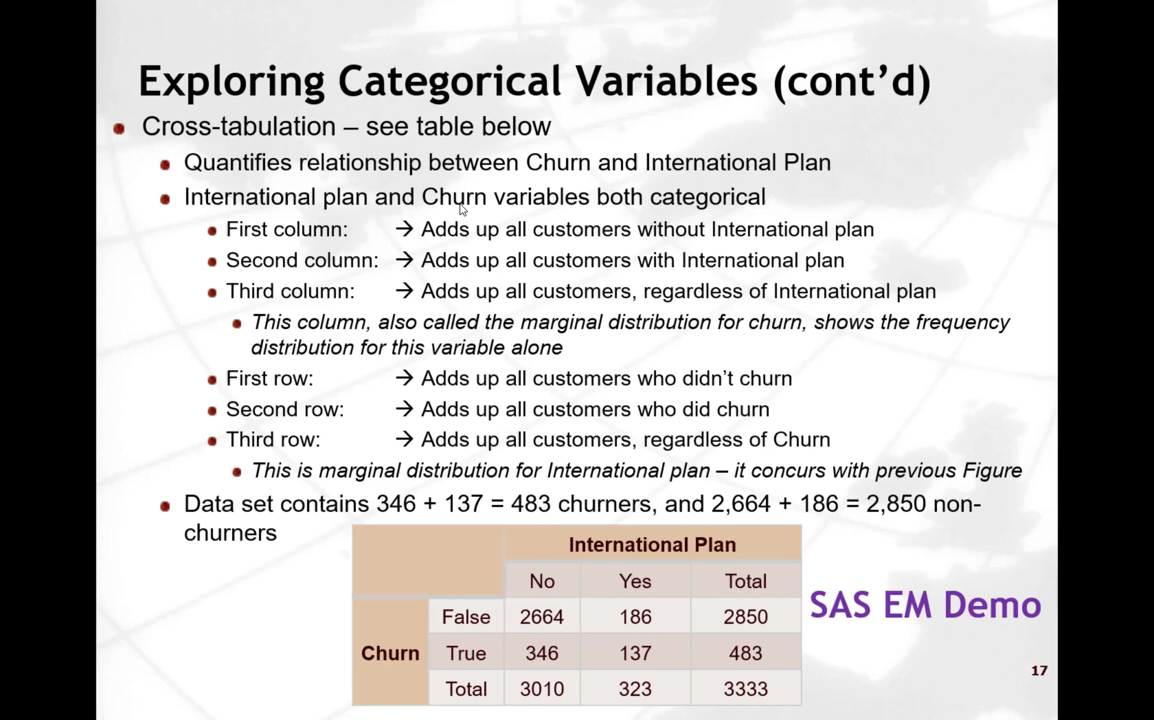 Exploring Categorical Variables (cont’d)
Cross-tabulation – see table below
Quantifies relationship between Churn and International Plan
International plan and Churn variables both categorical
First column: → Adds up all customers without International plan
Second column: → Adds up all customers with International plan
Third column: → Adds up all customers, regardless of International plan
This column, also called the marginal distribution for churn, shows the frequency
distribution for this variable alone
First row: → Adds up all customers who didn’t churn
Second row: → Adds up all customers who did churn
Third row: → Adds up all customers, regardless of Churn
This is marginal distribution for International plan – it concurs with previous Figure
Data set contains 346 + 137 = 483 churners, and 2,664 + 186 = 2,850 non-
churners
International Plan
No Yes Total
False 2664 186 2850
Churn True 346 137 483
Total 3010 323 3333
SAS EM Demo
17